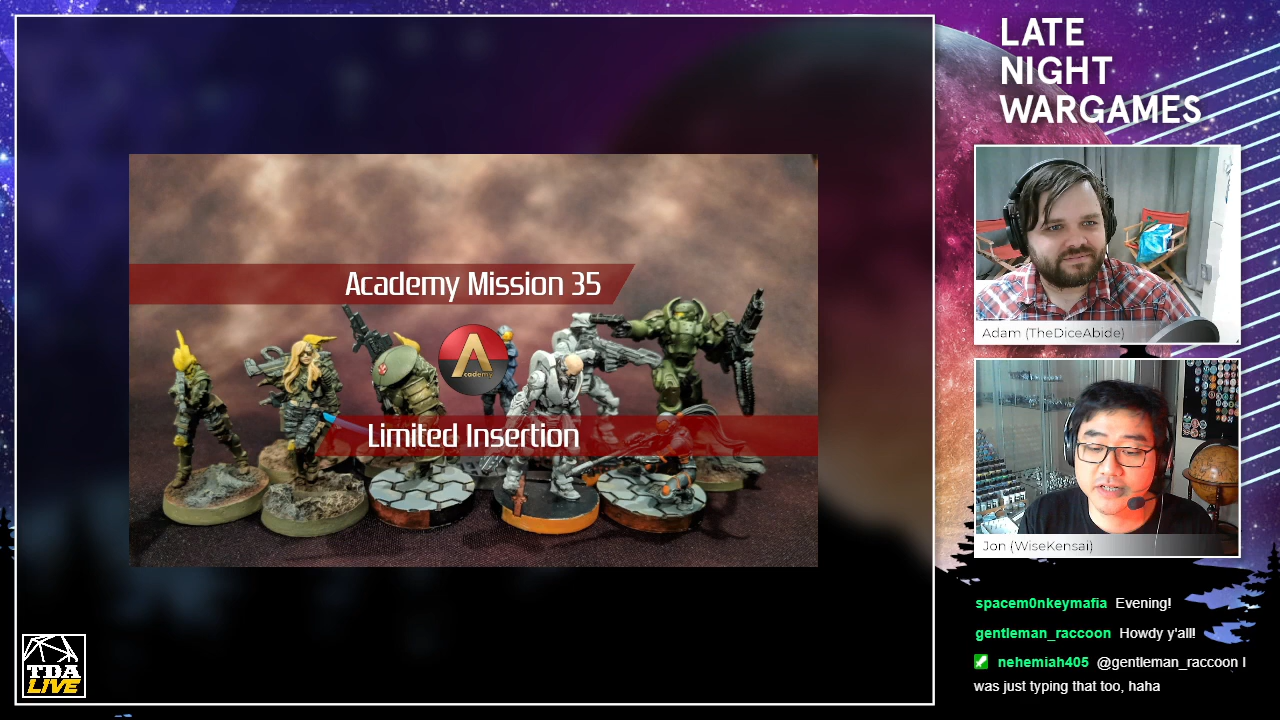 LATE
NIGHT
WARGAMES
Academy Mission 35
Academy
Limited Insertion
Adam (TheDiceAbide)
Jon (WiseKensai)
spacem0nkeymafia Evening!
gentleman_raccoon Howdy y'all!
nehemiah405 @gentleman_raccoon I
was just typing that too, haha
TDA
LIVE